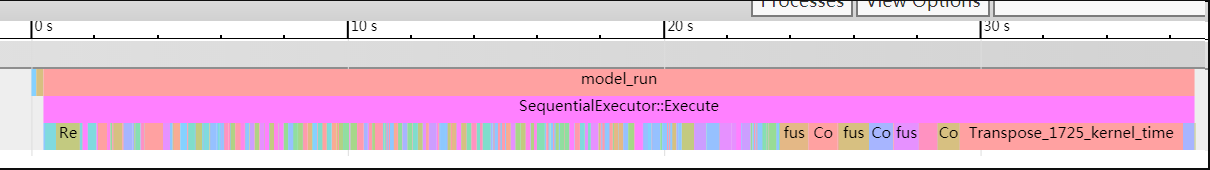 Processes View Options
0 s 10 s 20 s 30 s
model_run
SequentialExecutor::Execute
Re fus Co fus Co fus Co Transpose_1725_kernel_time